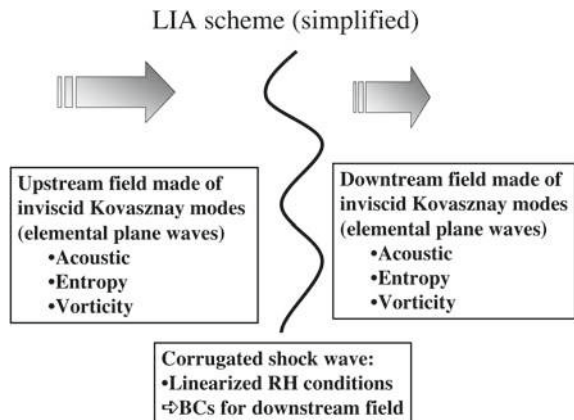 LIA scheme (simplified)
Upstream field made of
inviscid Kovasznay modes
(elemental plane waves)
•Acoustic
•Entropy
•Vorticity
Downtream field made of
inviscid Kovasznay modes
(elemental plane waves)
•Acoustic
•Entropy
•Vorticity
Corrugated shock wave:
•Linearized RH conditions
➪BCs for downstream field